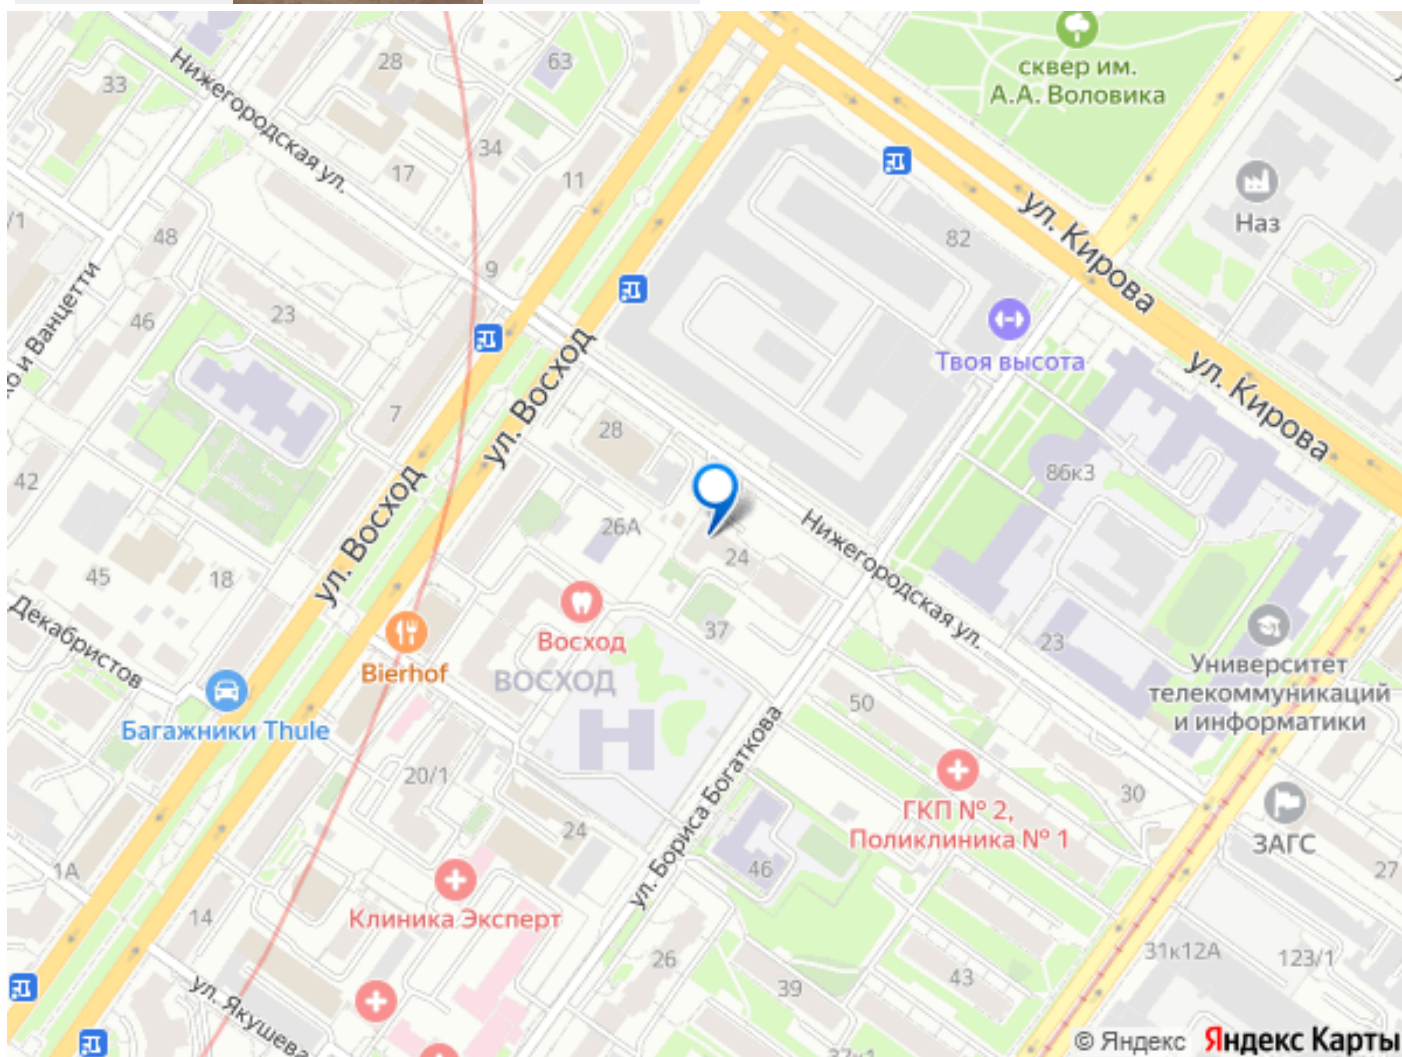 сквер им.
А.А. Воловика
28
63
33
Нижегородская ул.
34
17
11
ул. Кирова
Наз
/1
48
82
9
46
23
ул. Восход
Твоя высота
ул. Кирова
7
28
ул. Восход
42
86к3
26А
24
Нижегородская ул.
45
18
Декабристов
Восход
37
23
Bierhof
ВОСХОД
Университет
телекоммуникаций
и информатики
Багажники Thule
50
20/1
ул. Бориса Богаткова
30
ГКП № 2,
Поликлиника № 1
24
ЗАГС
1А
46
27
Клиника Эксперт
14
26
31к12А
123/1
43
39
ул. Якушева
© Яндекс Яндекс Карты
о и Ванцетти